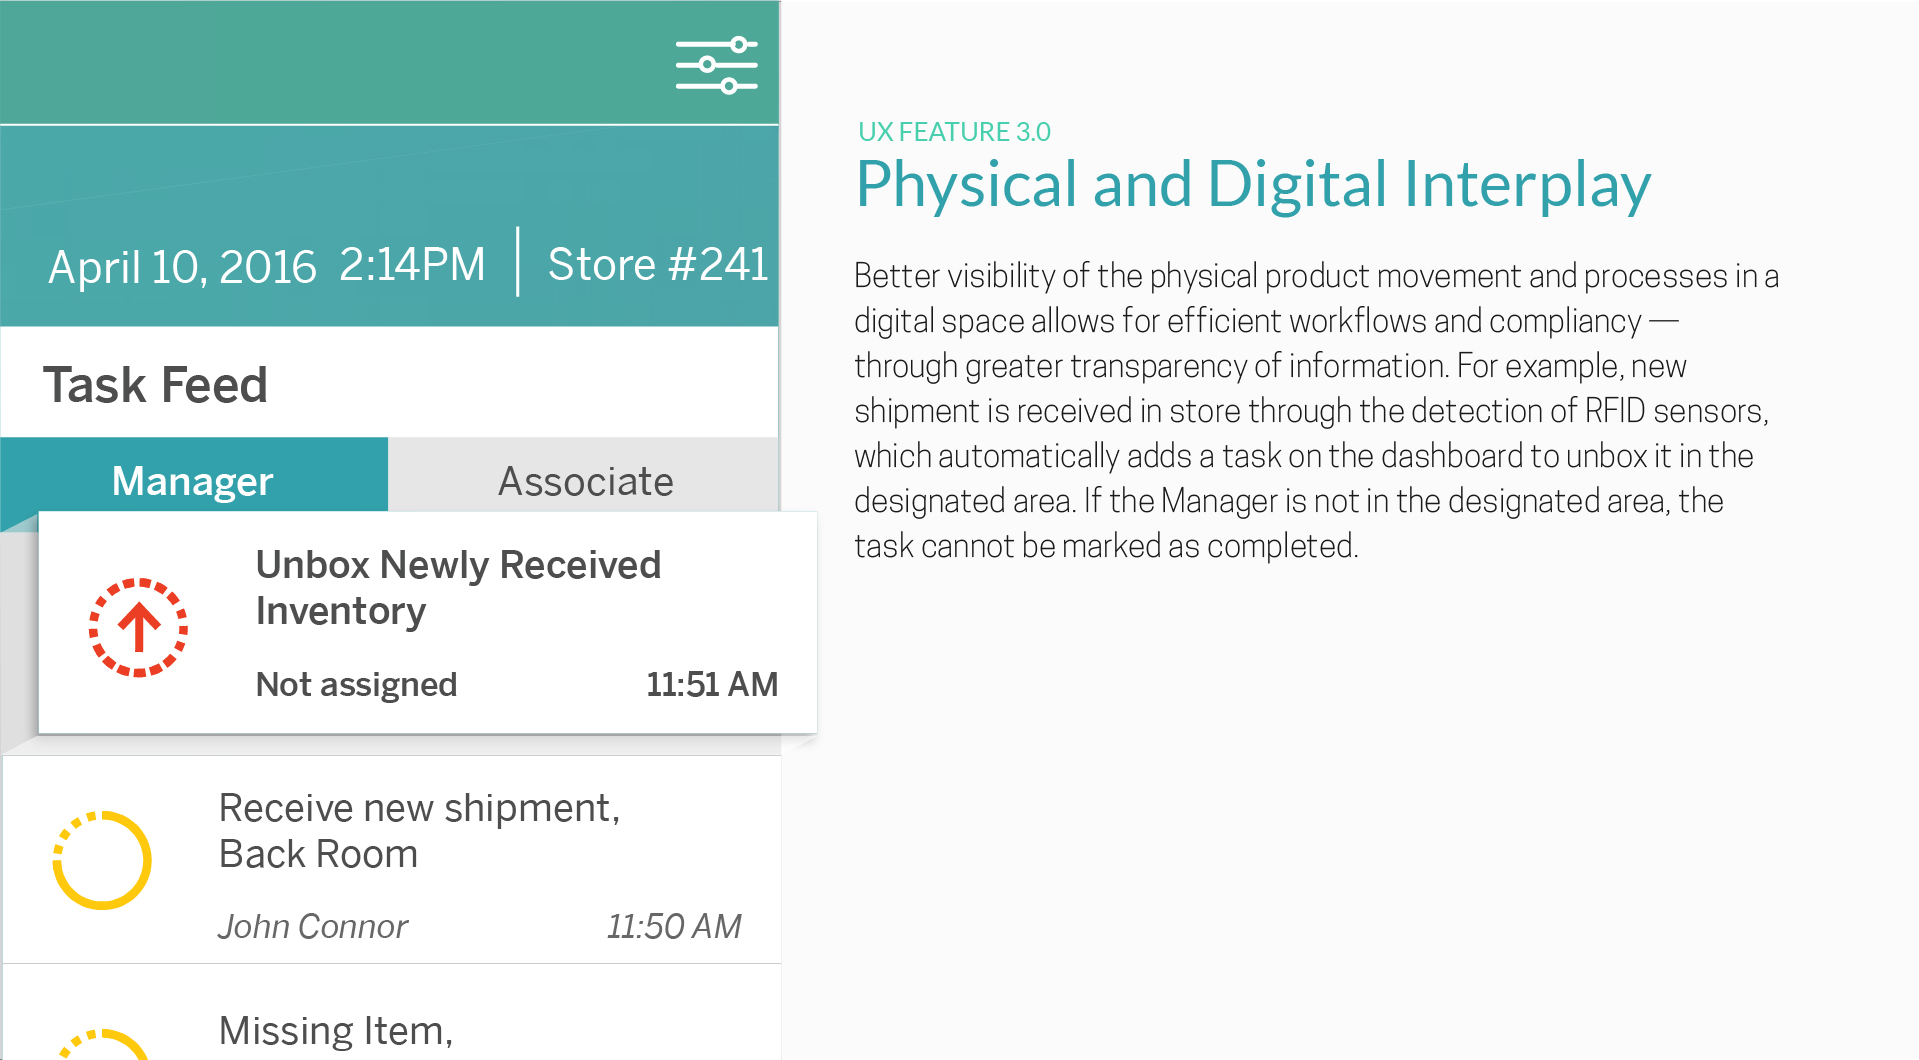 April 10, 2016 2:14PM | Store #241
Task Feed
Manager Associate
Unbox Newly Received
Inventory
Not assigned 11:51 AM
Receive new shipment,
Back Room
John Connor 11:50 AM
Missing Item,
UX FEATURE 3.0
Physical and Digital Interplay
Better visibility of the physical product movement and processes in a
digital space allows for efficient workflows and compliancy —
through greater transparency of information. For example, new
shipment is received in store through the detection of RFID sensors,
which automatically adds a task on the dashboard to unbox it in the
designated area. If the Manager is not in the designated area, the
task cannot be marked as completed.